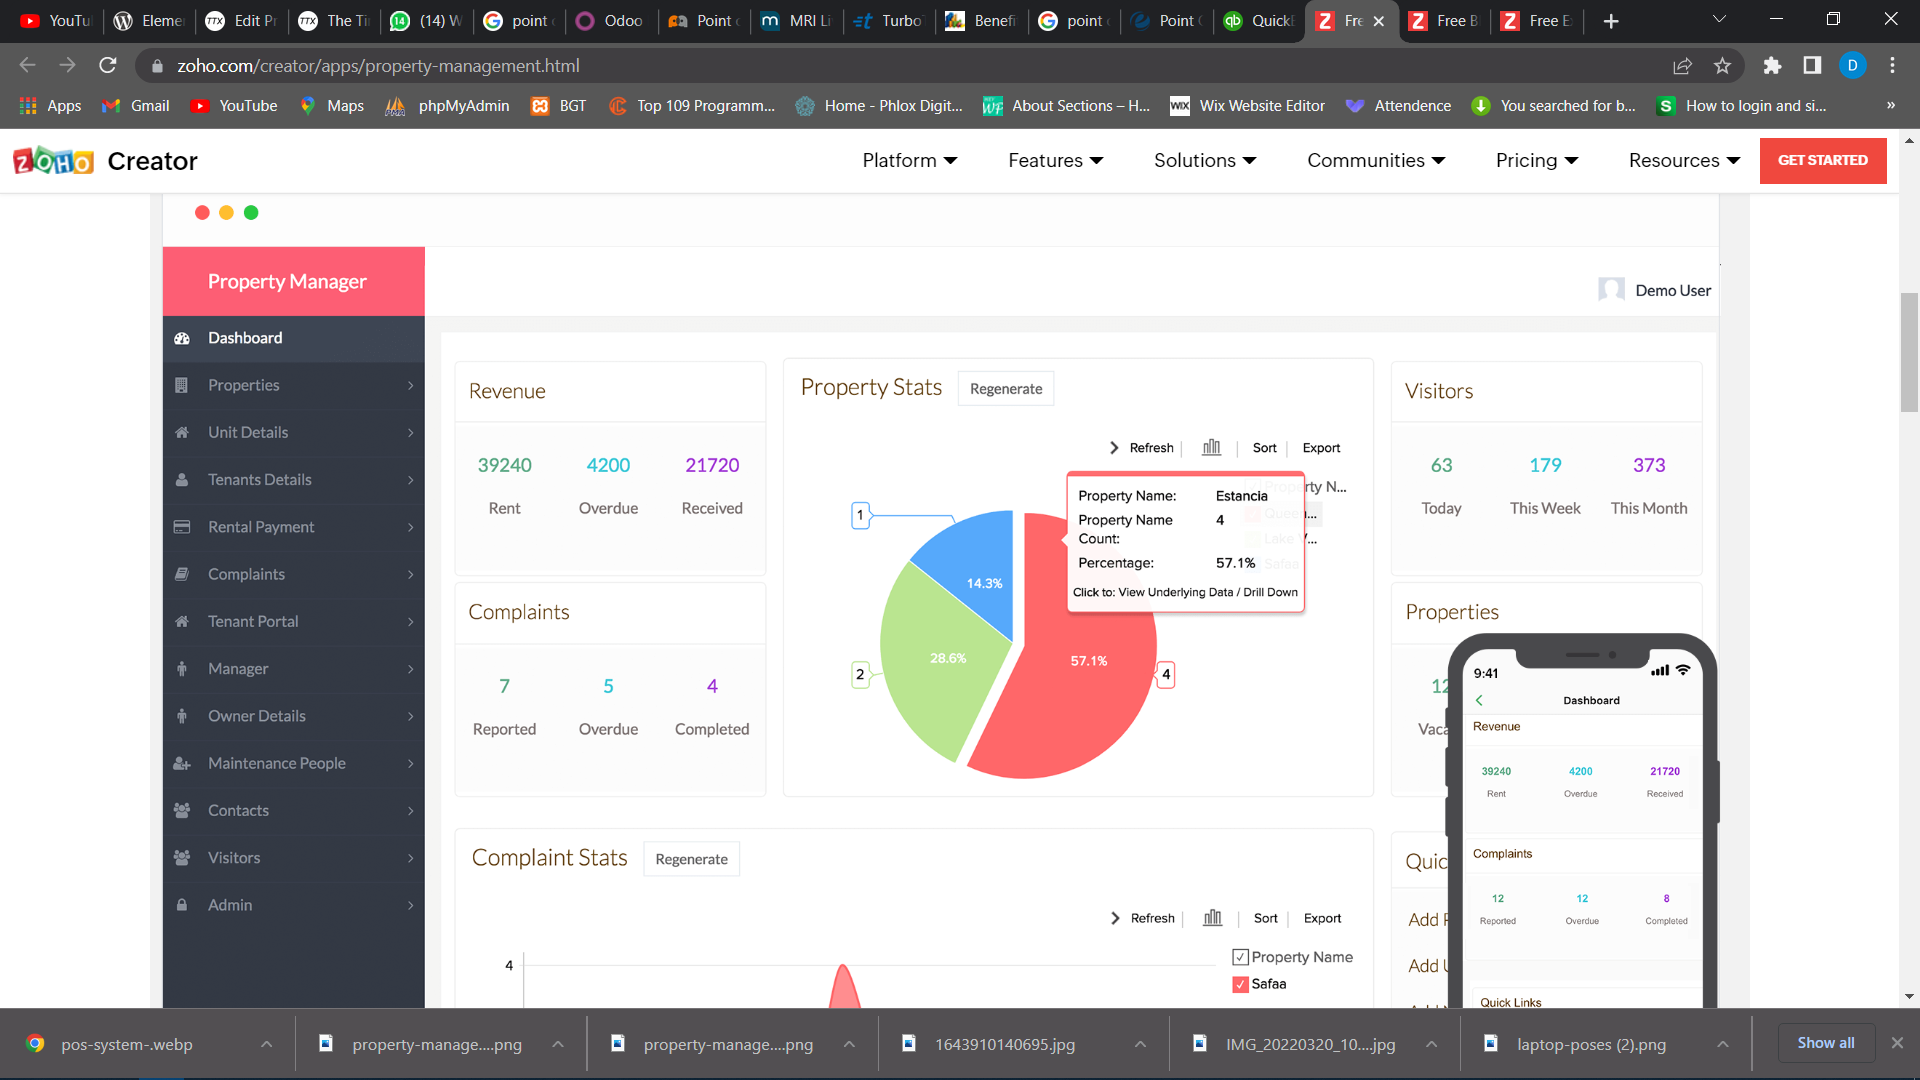 YouTu
Elemer
Edit Pr
The Tir
(14) W
point
Odoo
Point
MRI Li
Turbo
Benefi
point
Point
QuickE
Fre
Free B
Free E
zoho.com/creator/apps/property-management.html
D
Apps
Gmail
YouTube
Maps
phpMyAdmin
BGT
Top 109 Programm...
Home - Phlox Digit...
About Sections – H...
WIX
Wix Website Editor
Attendence
You searched for b...
S
How to login and si...
»
ZOHO Creator
Platform
Features
Solutions
Communities
Pricing
Resources
GET STARTED
Property Manager
Demo User
Dashboard
Properties
Unit Details
Tenants Details
Rental Payment
Complaints
Tenant Portal
Manager
Owner Details
Maintenance People
Contacts
Visitors
Admin
Revenue
39240 4200 21720
Rent Overdue Received
Complaints
7 5 4
Reported Overdue Completed
Property Stats
Regenerate
Refresh
Sort
Export
Property Name: Estancia
Property Name Count: 4
Percentage: 57.1%
Click to: View Underlying Data / Drill Down
1
14.3%
28.6%
57.1%
2
4
Visitors
63 179 373
Today This Week This Month
Properties
12
Vaca
Complaint Stats
Regenerate
Refresh
Sort
Export
4
Property Name
Safaa
Quic
Add
Add
9:41
Dashboard
Revenue
39240 4200 21720
Rent Overdue Received
Complaints
12 12 8
Reported Overdue Completed
Quick Links
pos-system-.webp
property-manage....png
property-manage....png
1643910140695.jpg
IMG_20220320_10....jpg
laptop-poses (2).png
Show all